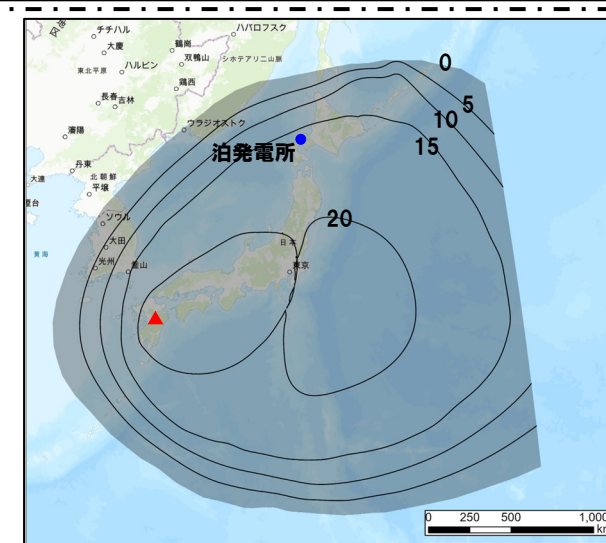 ハバロフスク
チチハル
大慶
鶴崗
双鴨山
シホテアリニ山脈
東北平原
ハルビン
鶏西
長春
吉林
瀋陽
ウラジオストク
丹東
北朝鮮
大連
平壌
ソウル
大田
黄海
光州
釜山
日本
東京
泊発電所
0
5
10
15
20
0 250 500 1,000
km